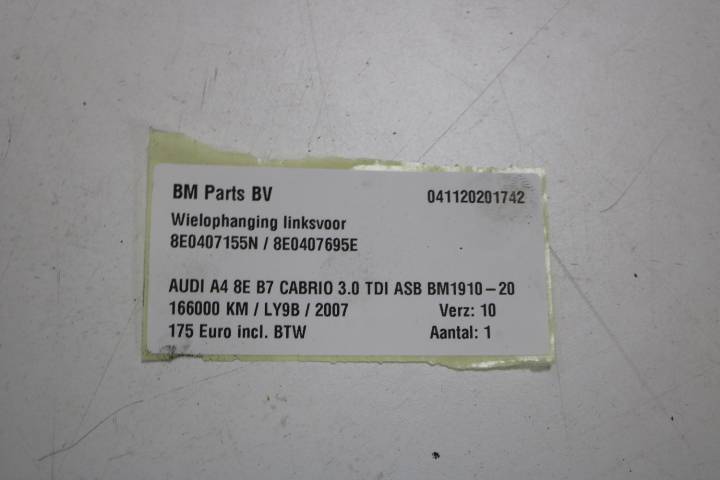 BM Parts BV 041120201742
Wielophanging linksvoor
8E0407155N / 8E0407695E
AUDI A4 8E B7 CABRIO 3.0 TDI ASB BM1910-20
166000 KM / LY9B / 2007 Verz: 10
175 Euro incl. BTW Aantal: 1